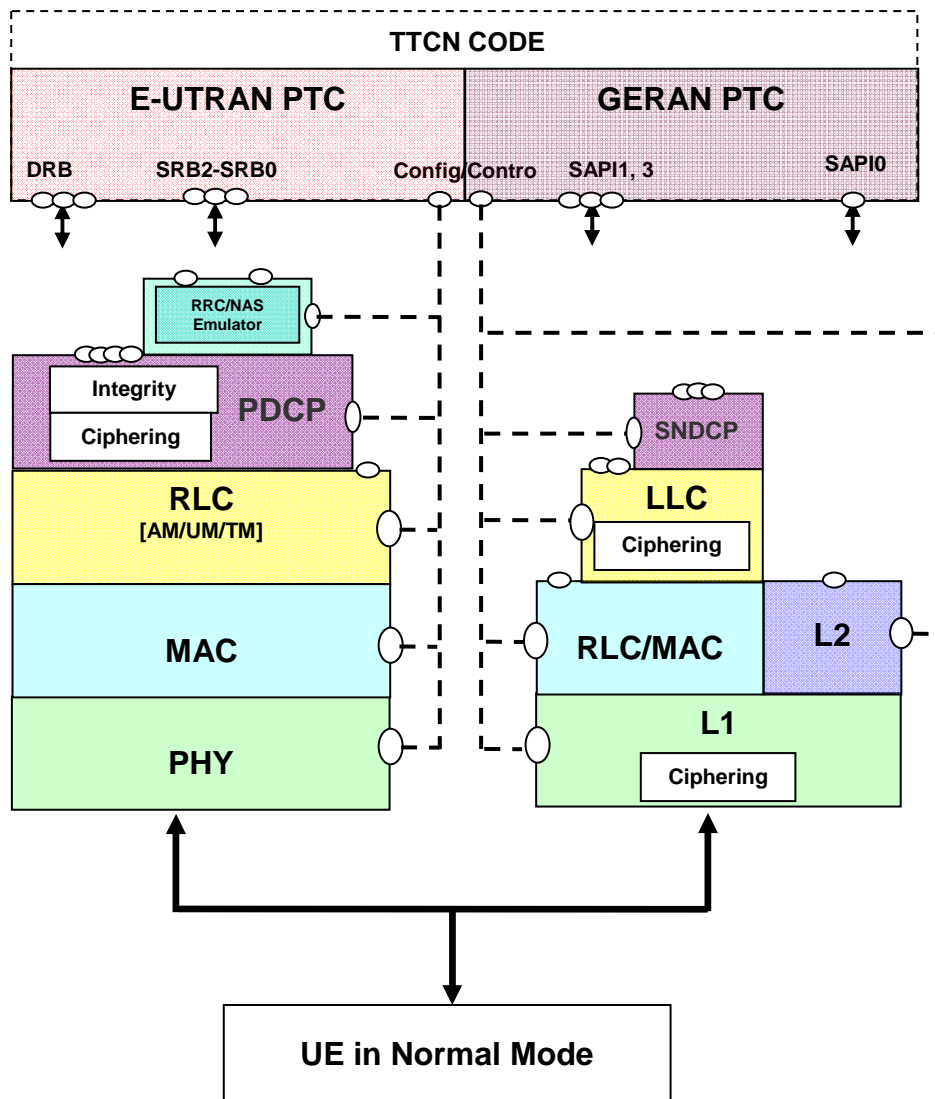 TTCN CODE
E-UTRAN PTC
GERAN PTC
DRB
SRB2-SRB0
Config/Contro
SAPI1, 3
SAPI0
RRC/NAS
Emulator
Integrity
PDCP
Ciphering
SNDCP
RLC
[AM/UM/TM]
LLC
Ciphering
MAC
RLC/MAC
L2
PHY
L1
Ciphering
UE in Normal Mode